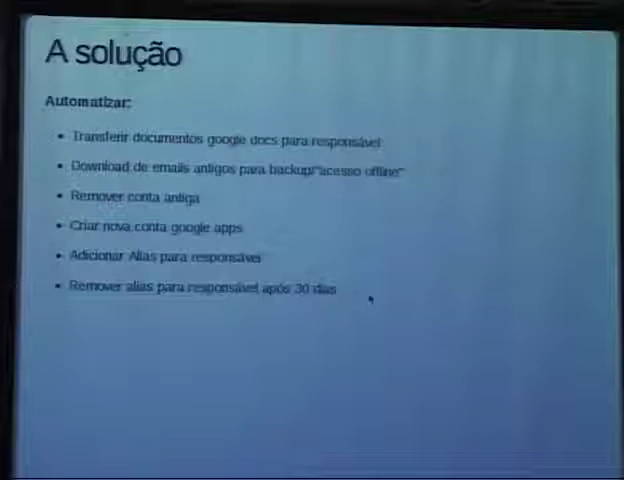 A solução
Automatizar:
• Transferir documentos google docs para responsável
• Download de emails antigos para backup/"acesso offline"
• Remover conta antiga
• Criar nova conta google apps
• Adicionar Alias para responsável
• Remover alias para responsável após 30 dias